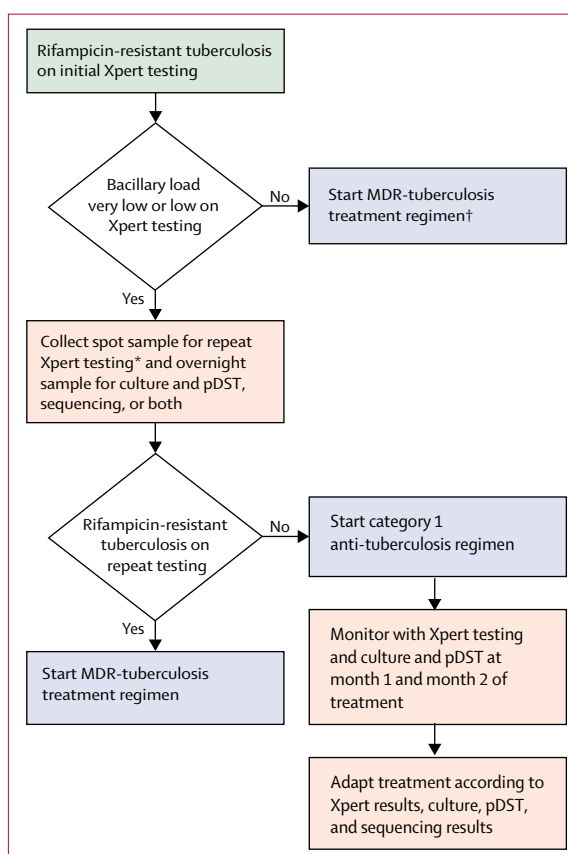 Rifampicin-resistant tuberculosis
on initial Xpert testing
Bacillary load
very low or low on
Xpert testing
No
Start MDR-tuberculosis
treatment regimen†
Yes
Collect spot sample for repeat
Xpert testing* and overnight
sample for culture and pDST,
sequencing, or both
Rifampicin-resistant
tuberculosis on
repeat testing
No
Start category 1
anti-tuberculosis regimen
Yes
Start MDR-tuberculosis
treatment regimen
Monitor with Xpert testing
and culture and pDST at
month 1 and month 2 of
treatment
Adapt treatment according to
Xpert results, culture, pDST,
and sequencing results